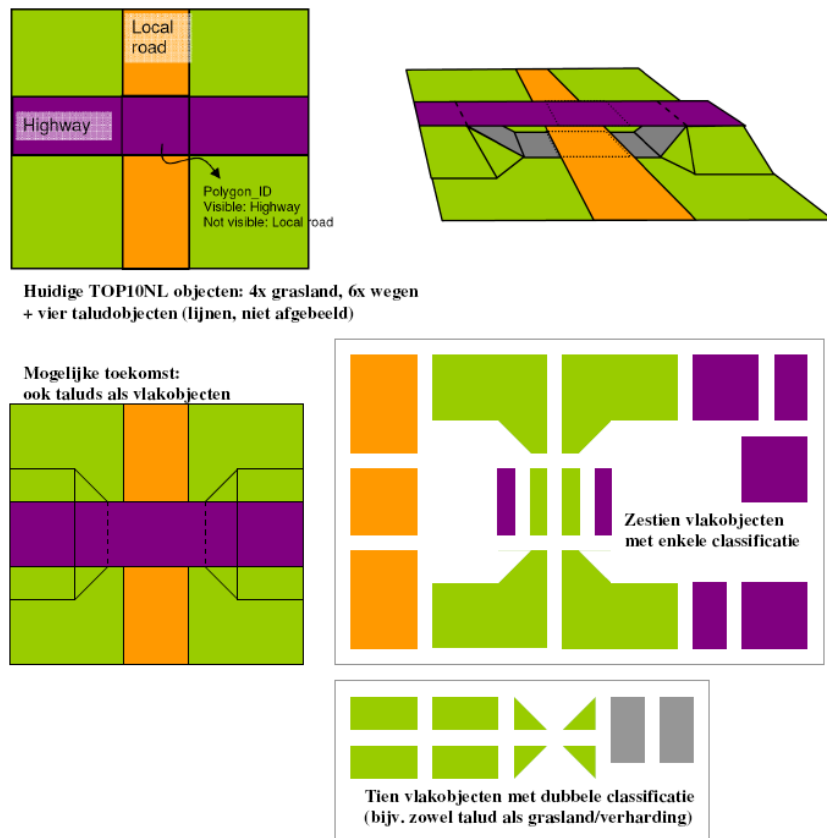 Local
road
Highway
Polygon_ID
Visible: Highway
Not visible: Local road
Huidige TOP10NL objecten: 4x grasland, 6x wegen
+ vier taludobjecten (lijnen, niet afgebeeld)
Mogelijke toekomst:
ook taluds als vlakobjecten
Zestien vlakobjecten
met enkele classificatie
Tien vlakobjecten met dubbele classificatie
(bijv. zowel talud als grasland/verharding)